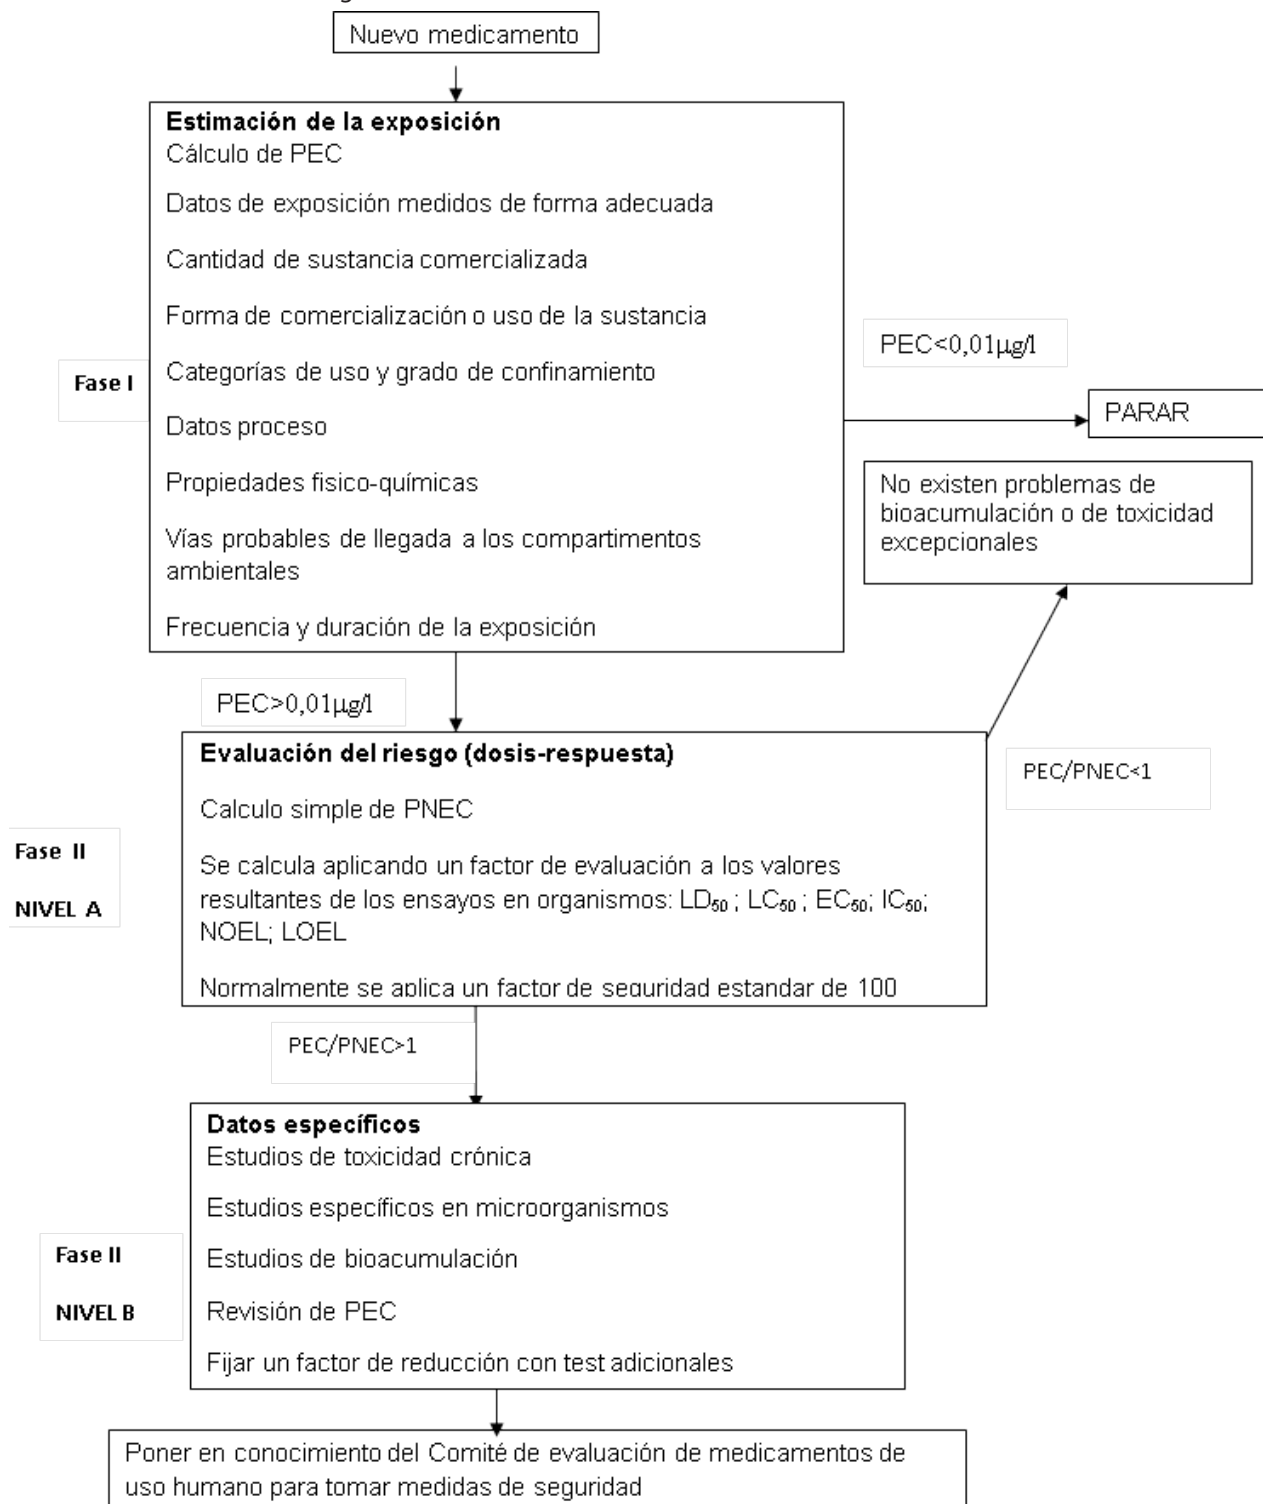 Nuevo medicamento
Estimación de la exposición
Cálculo de PEC
Datos de exposición medidos de forma adecuada
Cantidad de sustancia comercializada
Forma de comercialización o uso de la sustancia
PEC<0,01µg/l
Categorías de uso y grado de confinamiento
Fase I
PARAR
Datos proceso
Propiedades fisico-químicas
No existen problemas de
bioacumulación o de toxicidad
excepcionales
Vías probables de llegada a los compartimentos
ambientales
Frecuencia y duración de la exposición
PEC>0,01µg/l
Evaluación del riesgo (dosis-respuesta)
PEC/PNEC<1
Calculo simple de PNEC
Fase II
NIVEL A
Se calcula aplicando un factor de evaluación a los valores
resultantes de los ensayos en organismos: LD₅₀ ; LC₅₀ ; EC₅₀; IC₅₀;
NOEL; LOEL
Normalmente se aplica un factor de seguridad estandar de 100
PEC/PNEC>1
Datos específicos
Estudios de toxicidad crónica
Estudios específicos en microorganismos
Fase II
NIVEL B
Estudios de bioacumulación
Revisión de PEC
Fijar un factor de reducción con test adicionales
Poner en conocimiento del Comité de evaluación de medicamentos de
uso humano para tomar medidas de seguridad